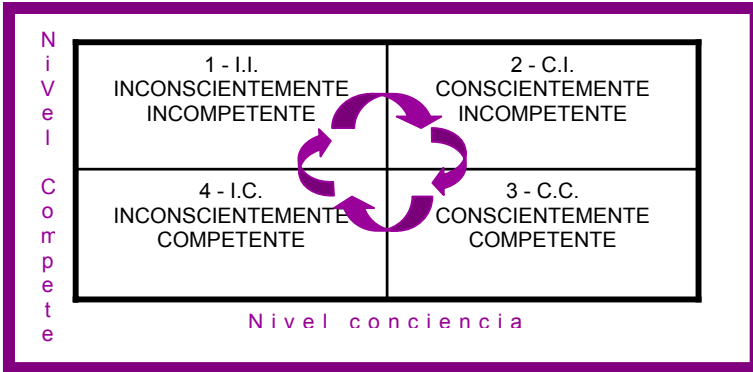 NiVel Compete
1 - I.I.
INCONSCIENTEMENTE
INCOMPETENTE
2 - C.I.
CONSCIENTEMENTE
INCOMPETENTE
4 - I.C.
INCONSCIENTEMENTE
COMPETENTE
3 - C.C.
CONSCIENTEMENTE
COMPETENTE
Nivel conciencia